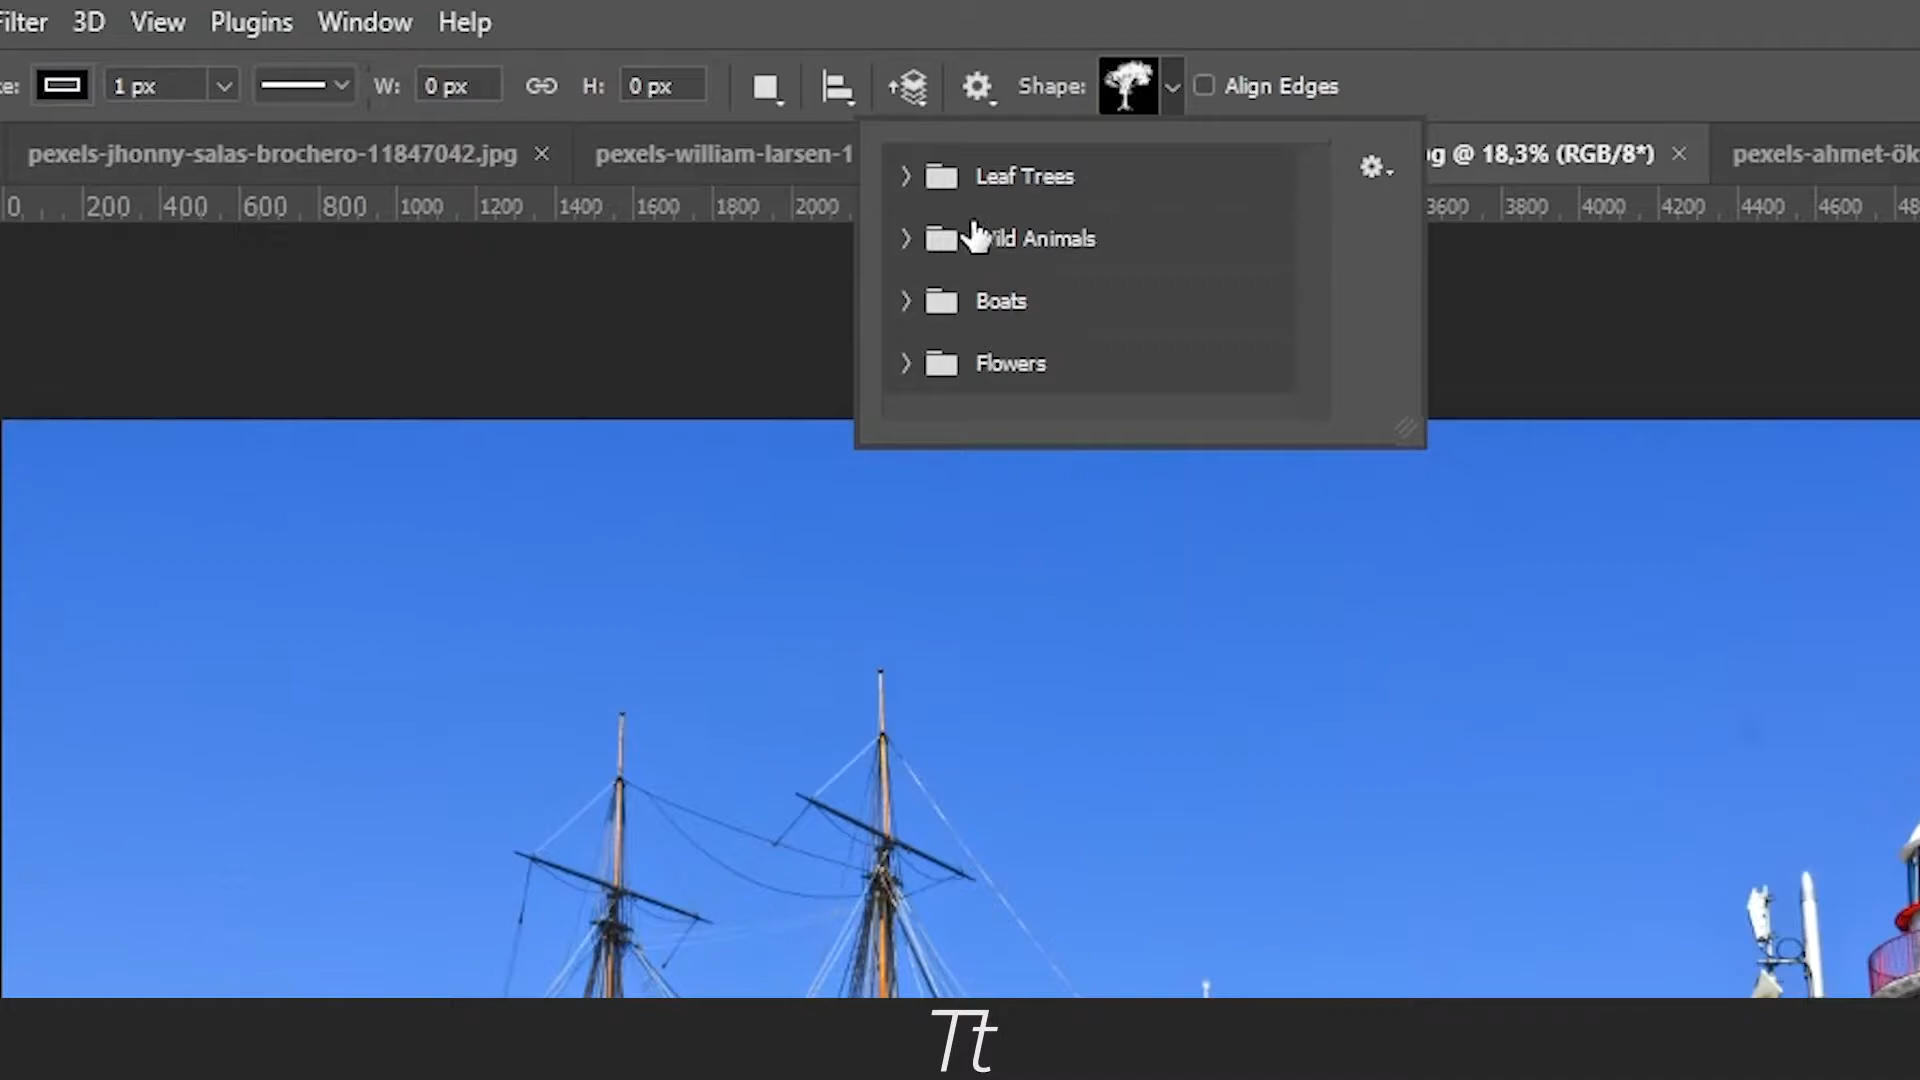 ilter 3D View Plugins Window Help
e: 1 px W: 0 px H: 0 px Shape: Align Edges
pexels-jhonny-salas-brochero-11847042.jpg × pexels-william-larsen-1 g @ 18,3% (RGB/8*) × pexels-ahmet-ök
0 200 400 600 800 1000 1200 1400 1600 1800 2000 3600 3800 4000 4200 4400 4600 48
Leaf Trees
ild Animals
Boats
Flowers
Tt